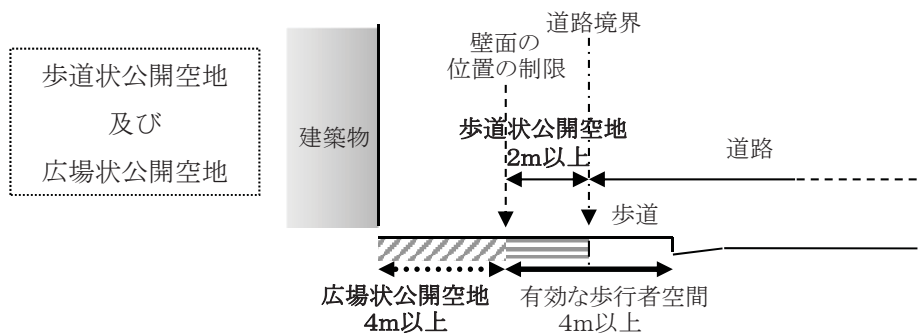 歩道状公開空地
及び
広場状公開空地
建築物
壁面の
位置の制限
道路境界
歩道状公開空地
2m以上
道路
歩道
広場状公開空地
4m以上
有効な歩行者空間
4m以上